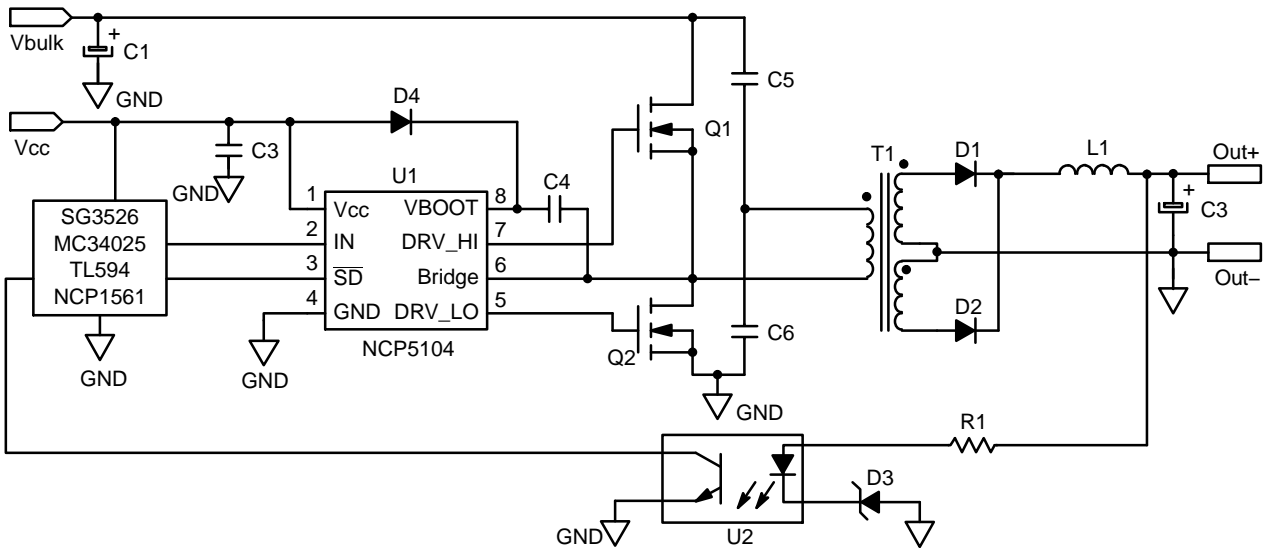 Vbulk
+
C1
GND
C5
D4
Q1
Vcc
C3
GND
U1
C4
T1
D1
L1
Out+
+
C3
SG3526
MC34025
TL594
NCP1561
1
Vcc
VBOOT
8
2
IN
DRV_HI
7
3
SD
Bridge
6
4
GND
DRV_LO
5
Out–
D2
C6
Q2
NCP5104
GND
GND
GND
R1
D3
GND
U2